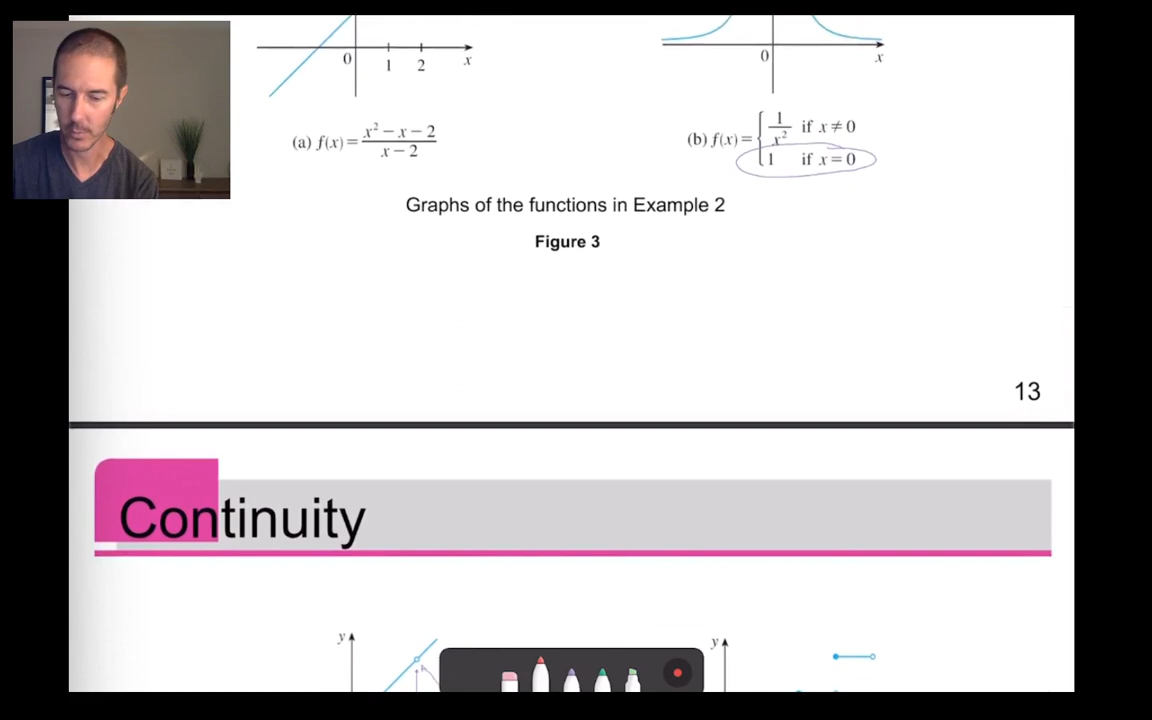 0 1 2 x
0 x
(a) f(x) = x² − x − 2 / x − 2
(b) f(x) = { 1/x² if x ≠ 0
1 if x = 0
Graphs of the functions in Example 2
Figure 3
13
Continuity
y
y